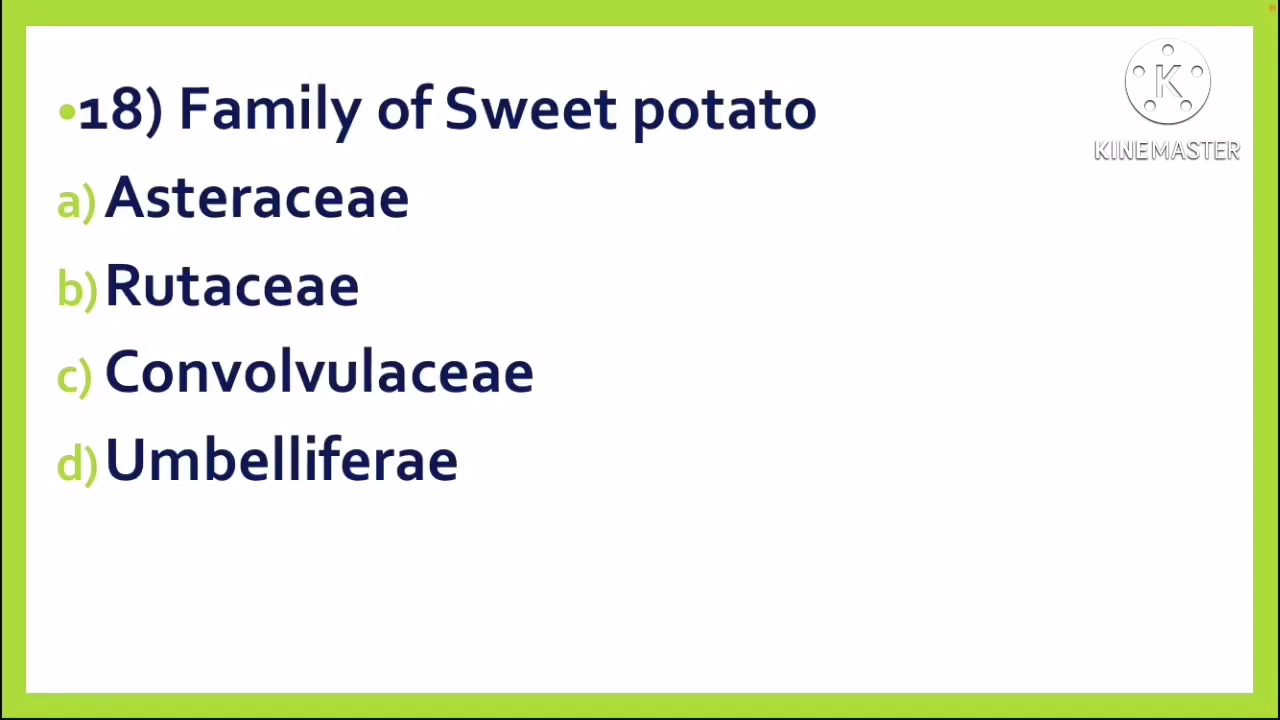 •18) Family of Sweet potato
a) Asteraceae
b) Rutaceae
c) Convolvulaceae
d) Umbelliferae
K
KINEMASTER